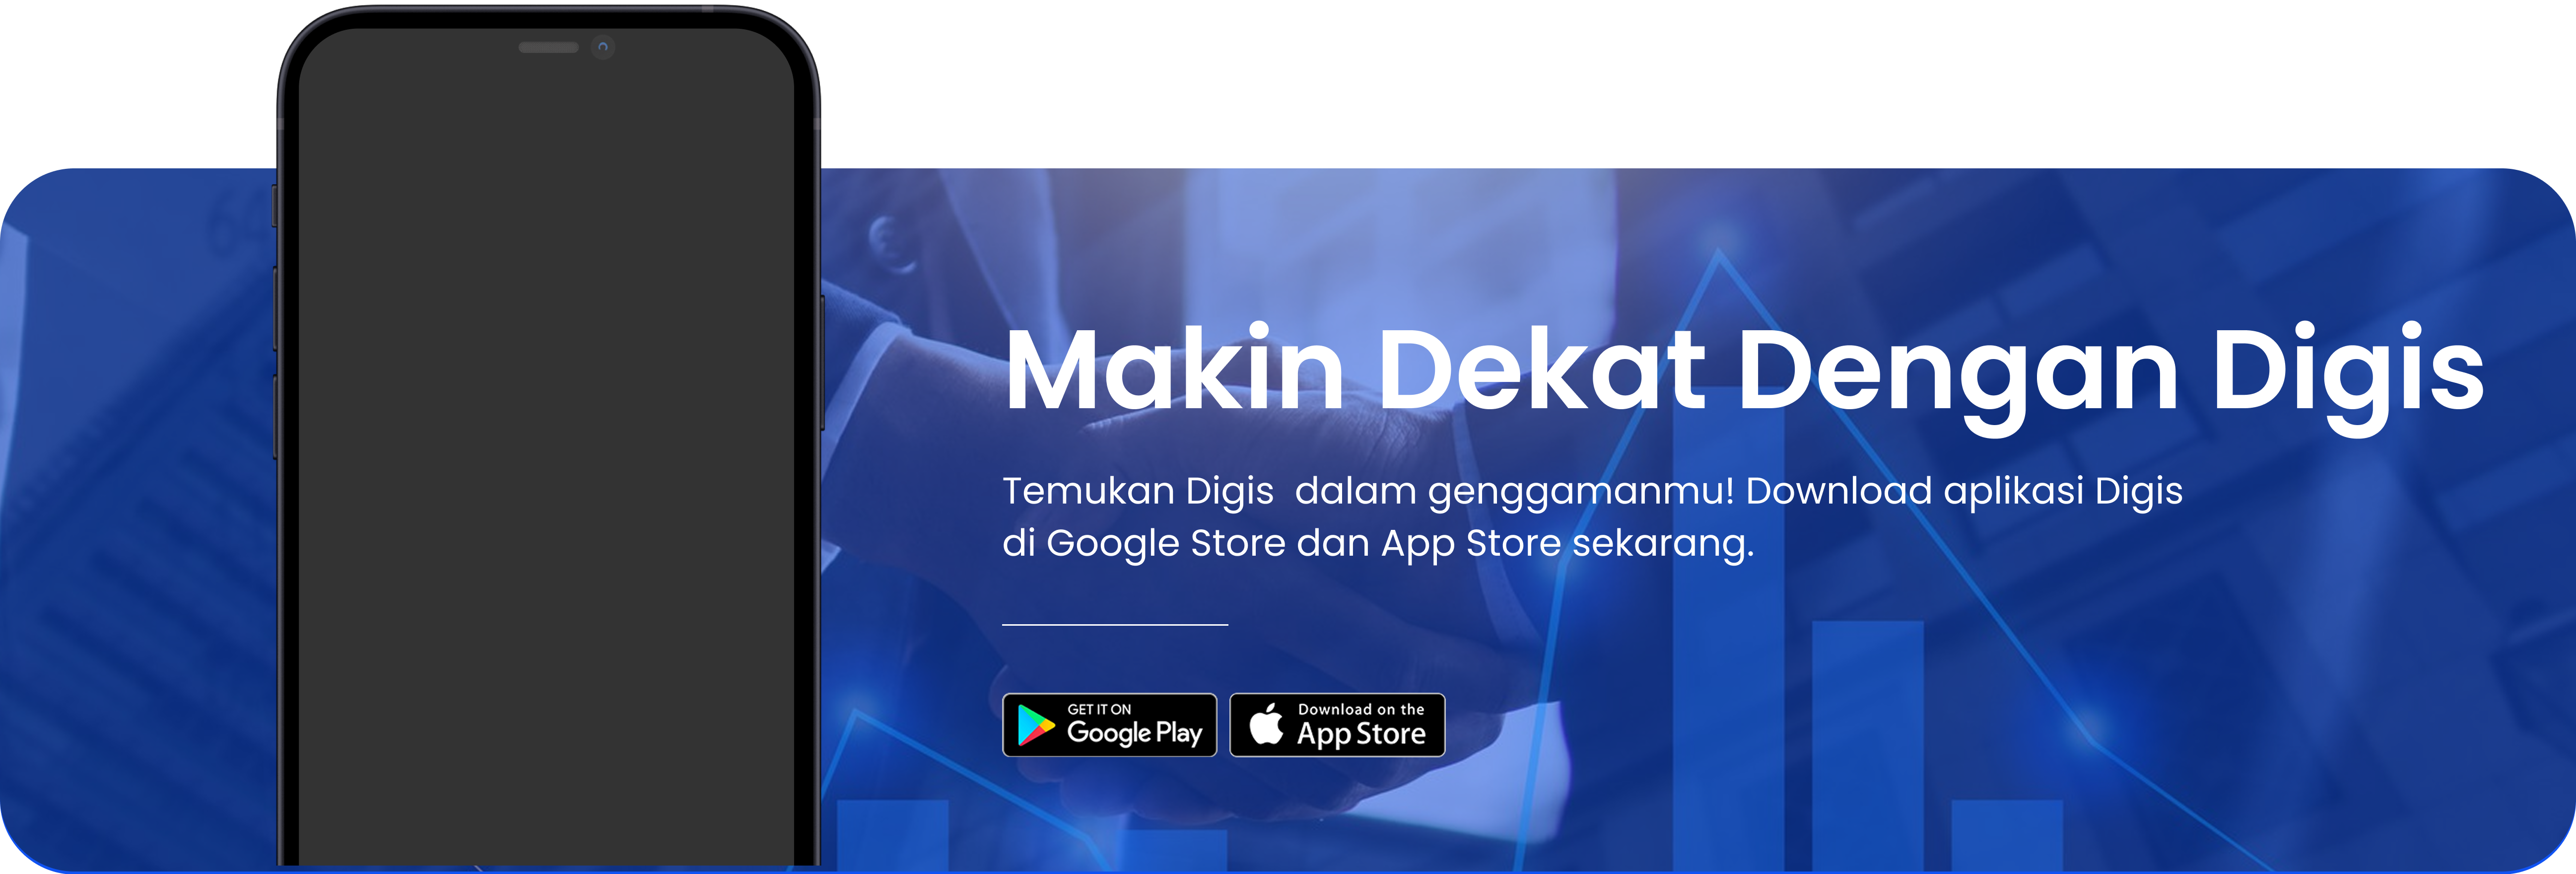 Makin Dekat Dengan Digis
Temukan Digis  dalam genggamanmu! Download aplikasi Digis
di Google Store dan App Store sekarang.
GET IT ON
Google Play
Download on the
App Store